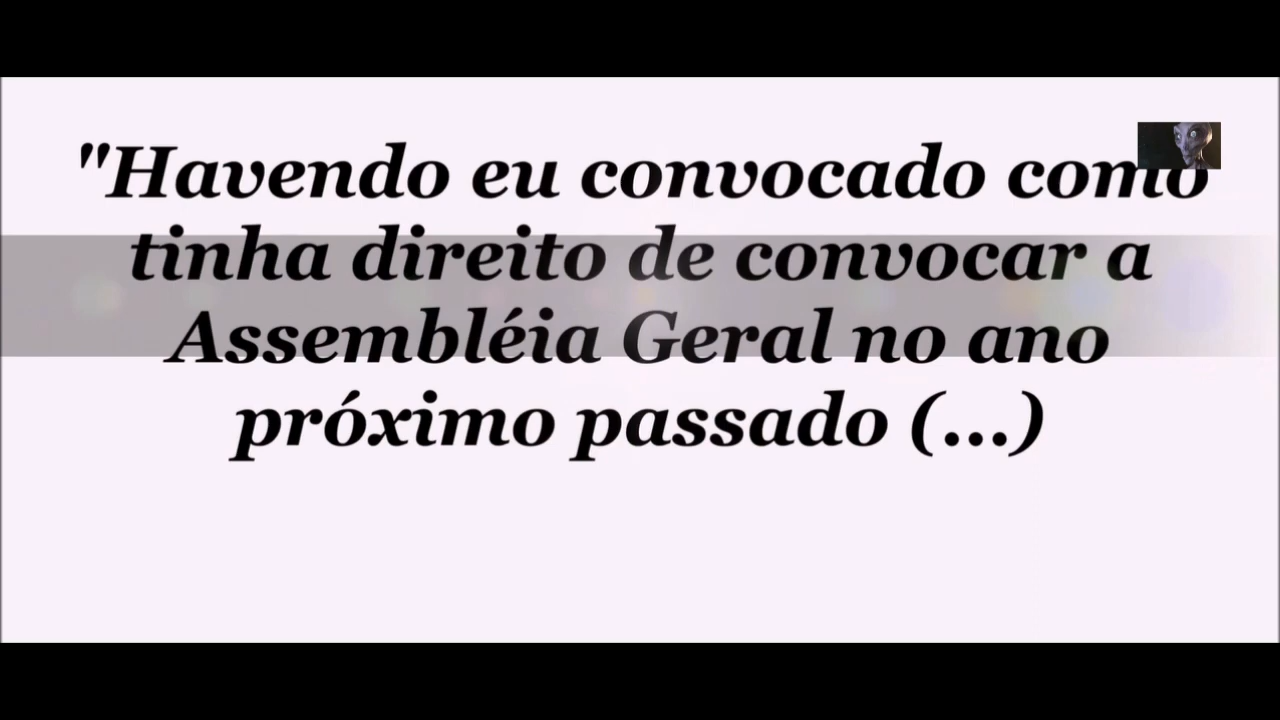 "Havendo eu convocado como
tinha direito de convocar a
Assembléia Geral no ano
próximo passado (...)